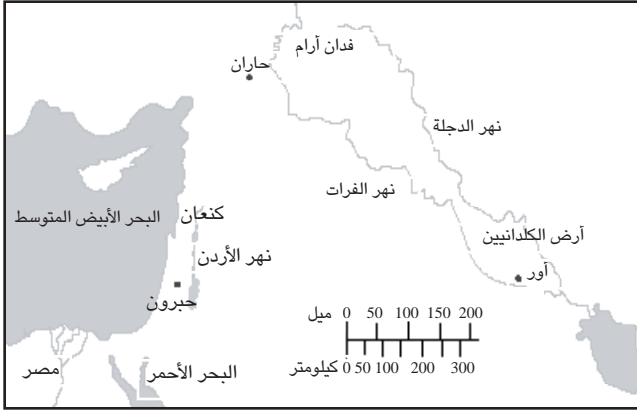 فدان آرام
حاران
نهر الدجلة
نهر الفرات
كنعان
البحر الأبيض المتوسط
أرض الكلدانيين
نهر الأردن
أور
حبرون
ميل 0 50 100 150 200
كيلومتر 0 50 100 200 300
مصر
البحر الأحمر